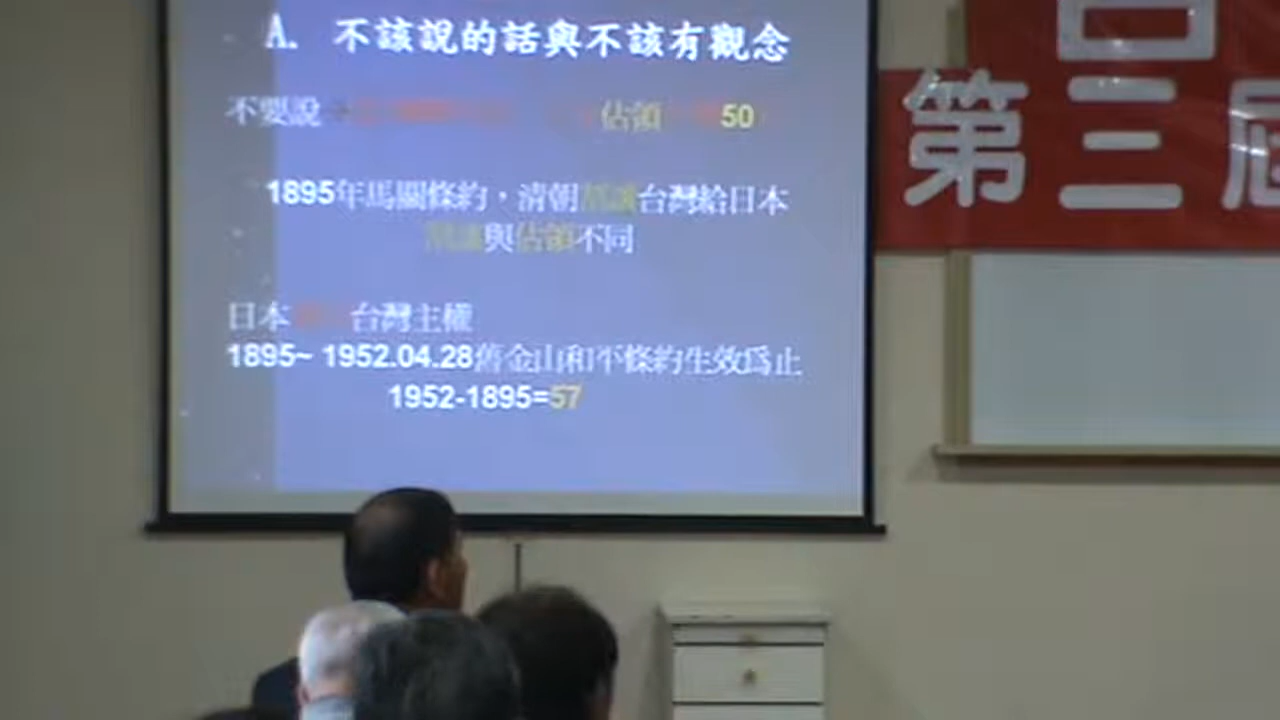 A. 不該說的話與不該有觀念
不要說 佔領 50
1895年馬關條約，清朝 台灣給日本
與佔領不同
日本 台灣主權
1895~ 1952.04.28舊金山和平條約生效為止
1952-1895=57
第三屆